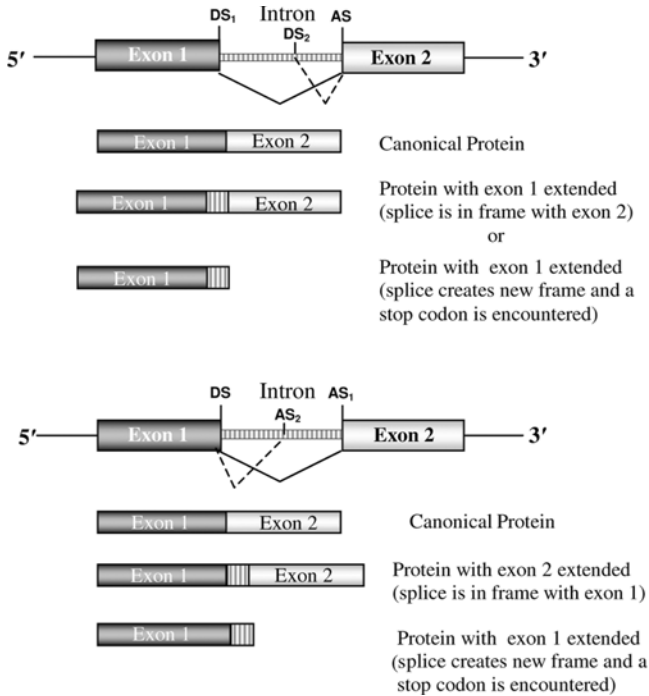 DS₁ Intron AS
DS₂
5′ Exon 1 Exon 2 3′
Exon 1 Exon 2 Canonical Protein
Exon 1 Exon 2 Protein with exon 1 extended
(splice is in frame with exon 2)
or
Exon 1 Protein with exon 1 extended
(splice creates new frame and a
stop codon is encountered)
DS Intron AS₁
AS₂
5′ Exon 1 Exon 2 3′
Exon 1 Exon 2 Canonical Protein
Exon 1 Exon 2 Protein with exon 2 extended
(splice is in frame with exon 1)
Exon 1 Protein with exon 1 extended
(splice creates new frame and a
stop codon is encountered)